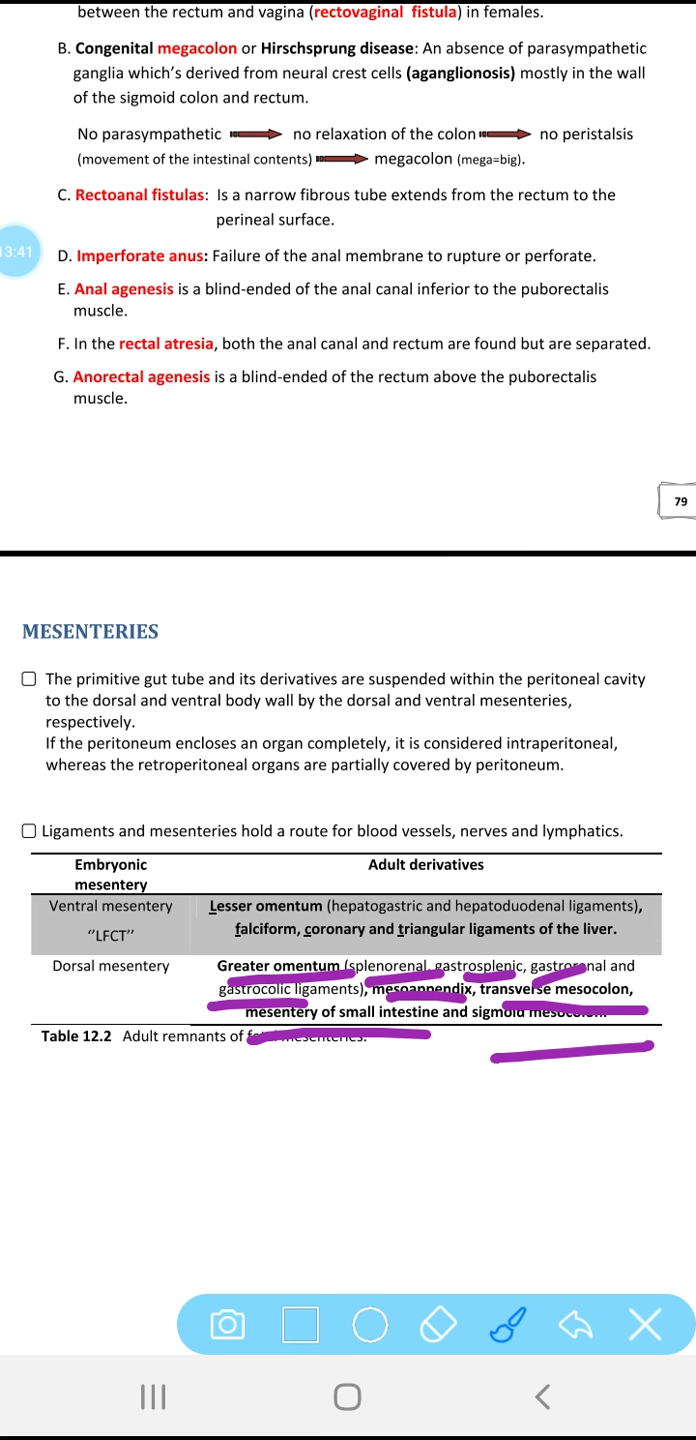 between the rectum and vagina (rectovaginal fistula) in females.
B. Congenital megacolon or Hirschsprung disease: An absence of parasympathetic
ganglia which's derived from neural crest cells (aganglionosis) mostly in the wall
of the sigmoid colon and rectum.
No parasympathetic no relaxation of the colon no peristalsis
(movement of the intestinal contents) megacolon (mega=big).
C. Rectoanal fistulas: Is a narrow fibrous tube extends from the rectum to the
perineal surface.
13:41
D. Imperforate anus: Failure of the anal membrane to rupture or perforate.
E. Anal agenesis is a blind-ended of the anal canal inferior to the puborectalis
muscle.
F. In the rectal atresia, both the anal canal and rectum are found but are separated.
G. Anorectal agenesis is a blind-ended of the rectum above the puborectalis
muscle.
79
MESENTERIES
The primitive gut tube and its derivatives are suspended within the peritoneal cavity
to the dorsal and ventral body wall by the dorsal and ventral mesenteries,
respectively.
If the peritoneum encloses an organ completely, it is considered intraperitoneal,
whereas the retroperitoneal organs are partially covered by peritoneum.
Ligaments and mesenteries hold a route for blood vessels, nerves and lymphatics.
Embryonic mesentery
Adult derivatives
Ventral mesentery
"LFCT"
Lesser omentum (hepatogastric and hepatoduodenal ligaments),
falciform, coronary and triangular ligaments of the liver.
Dorsal mesentery
Greater omentum (splenorenal, gastrosplenic, and
gastrocolic ligaments), mesoappendix, transverse mesocolon,
mesentery of small intestine and sigmoid
Table 12.2 Adult remnants of